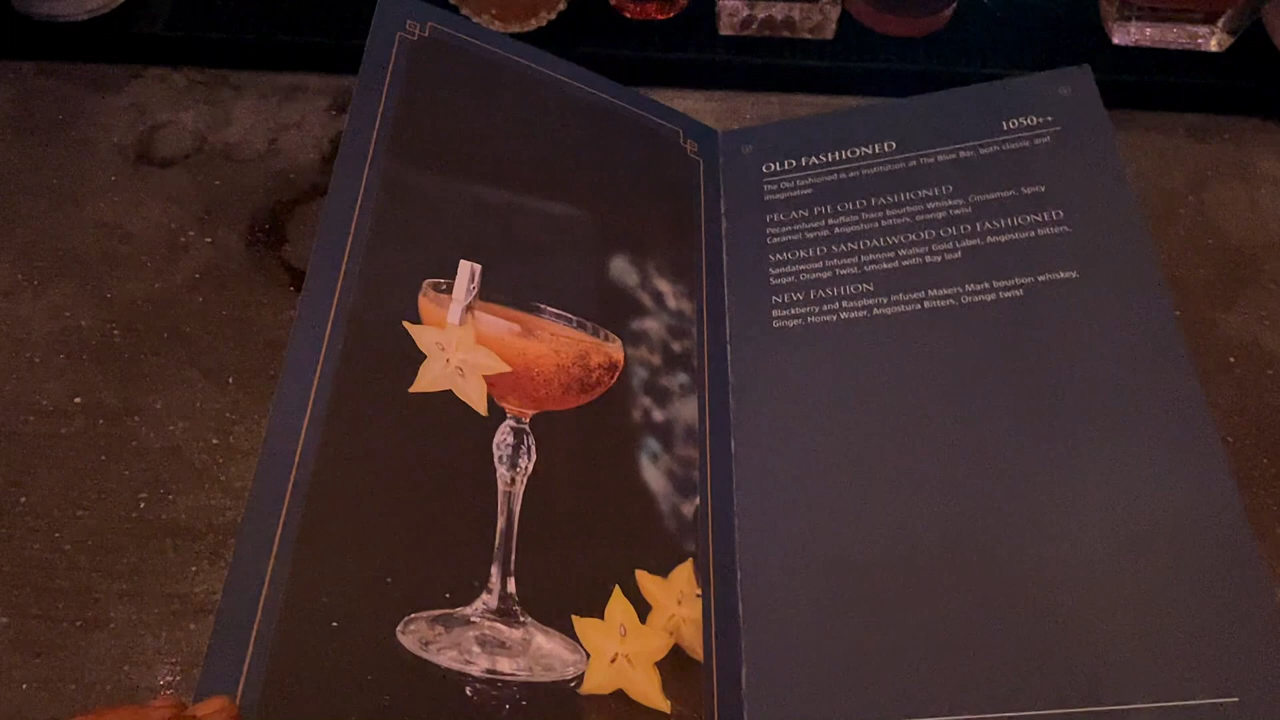 1050++
OLD FASHIONED
The Old fashioned is an institution at The Blue Bar, both classic and
imaginative
PECAN PIE OLD FASHIONED
Pecan-infused Buffalo Trace bourbon Whiskey, Cinnamon, Spicy
Caramel Syrup, Angostura bitters, orange twist
SMOKED SANDALWOOD OLD FASHIONED
Sandalwood Infused Johnnie Walker Gold Label, Angostura bitters,
Sugar, Orange Twist, smoked with Bay leaf
NEW FASHION
Blackberry and Raspberry infused Makers Mark bourbon whiskey,
Ginger, Honey Water, Angostura Bitters, Orange twist